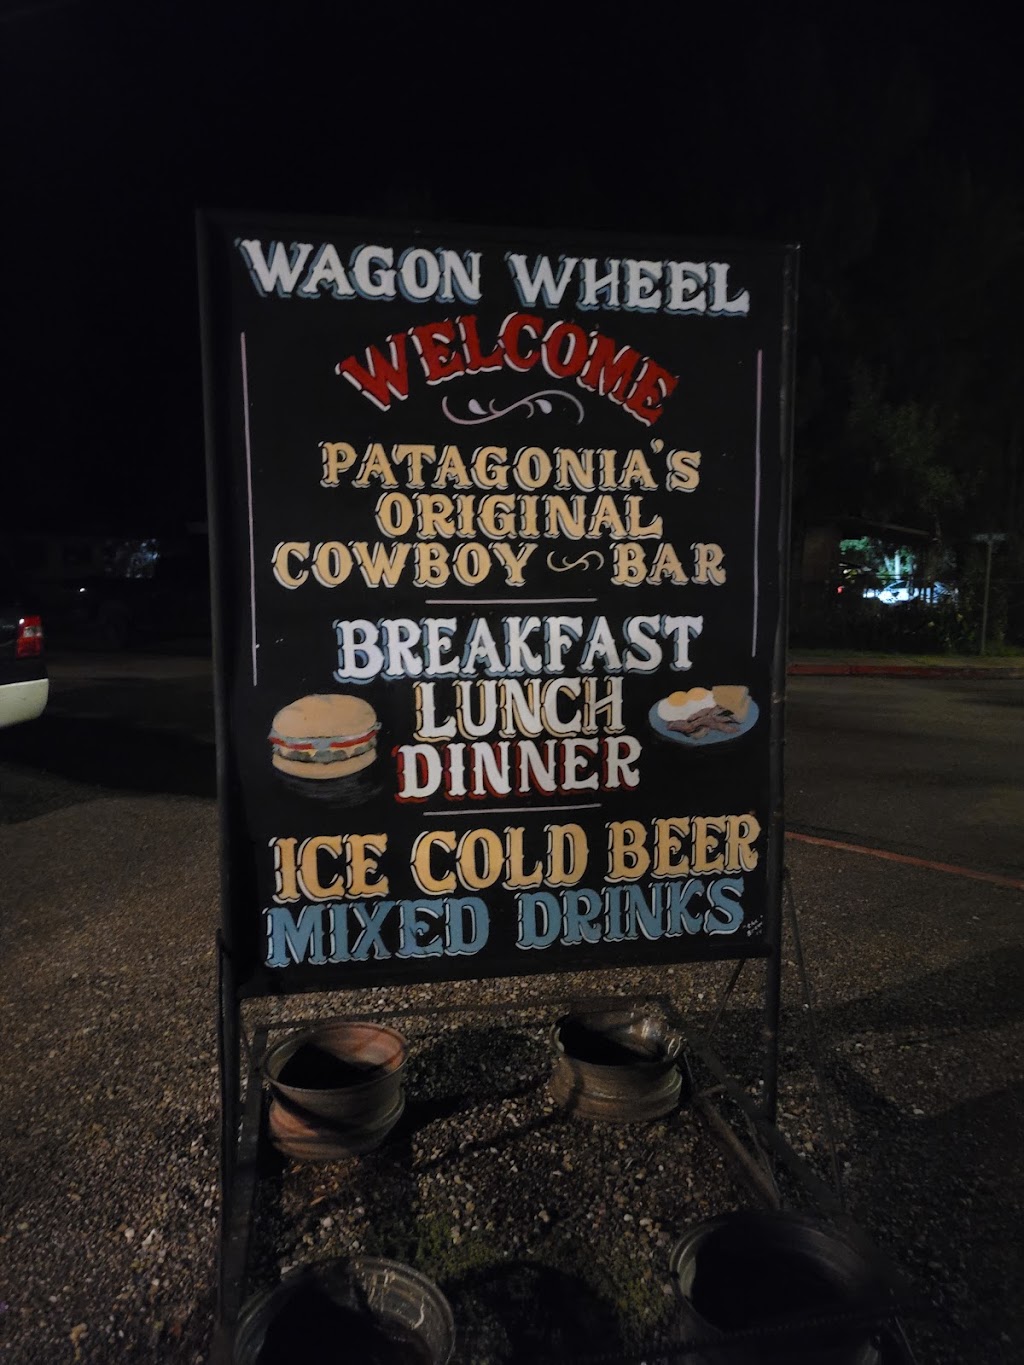 WAGON WHEEL
WELCOME
PATAGONIA'S
ORIGINAL
COWBOY ~ BAR
BREAKFAST
LUNCH
DINNER
ICE COLD BEER
MIXED DRINKS